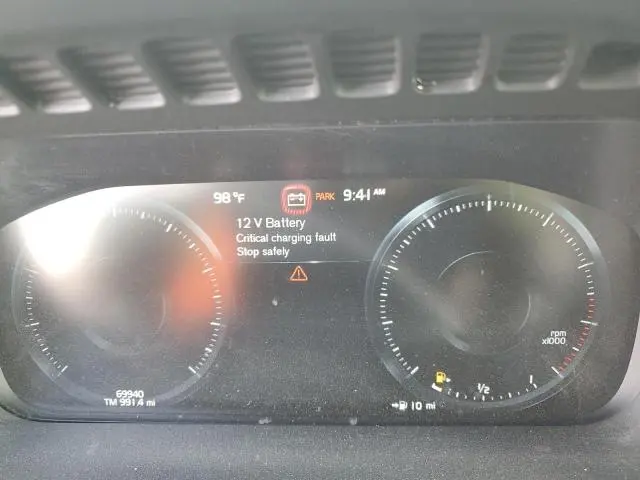 98 °F PARK 9:41 AM
12 V Battery
Critical charging fault
Stop safely
rpm
x1000
69940
TM 991.4 mi
10 mi
1/2
1